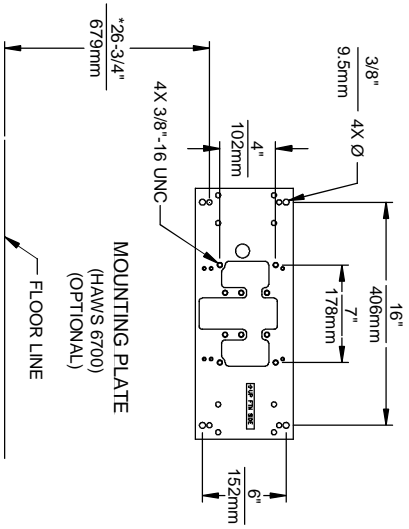 3/8"
9.5mm
4X Ø
16"
406mm
*26-3/4"
679mm
4"
102mm
4X 3/8"-16 UNC
7"
178mm
6"
152mm
MOUNTING PLATE
(HAWS 6700)
(OPTIONAL)
FLOOR LINE